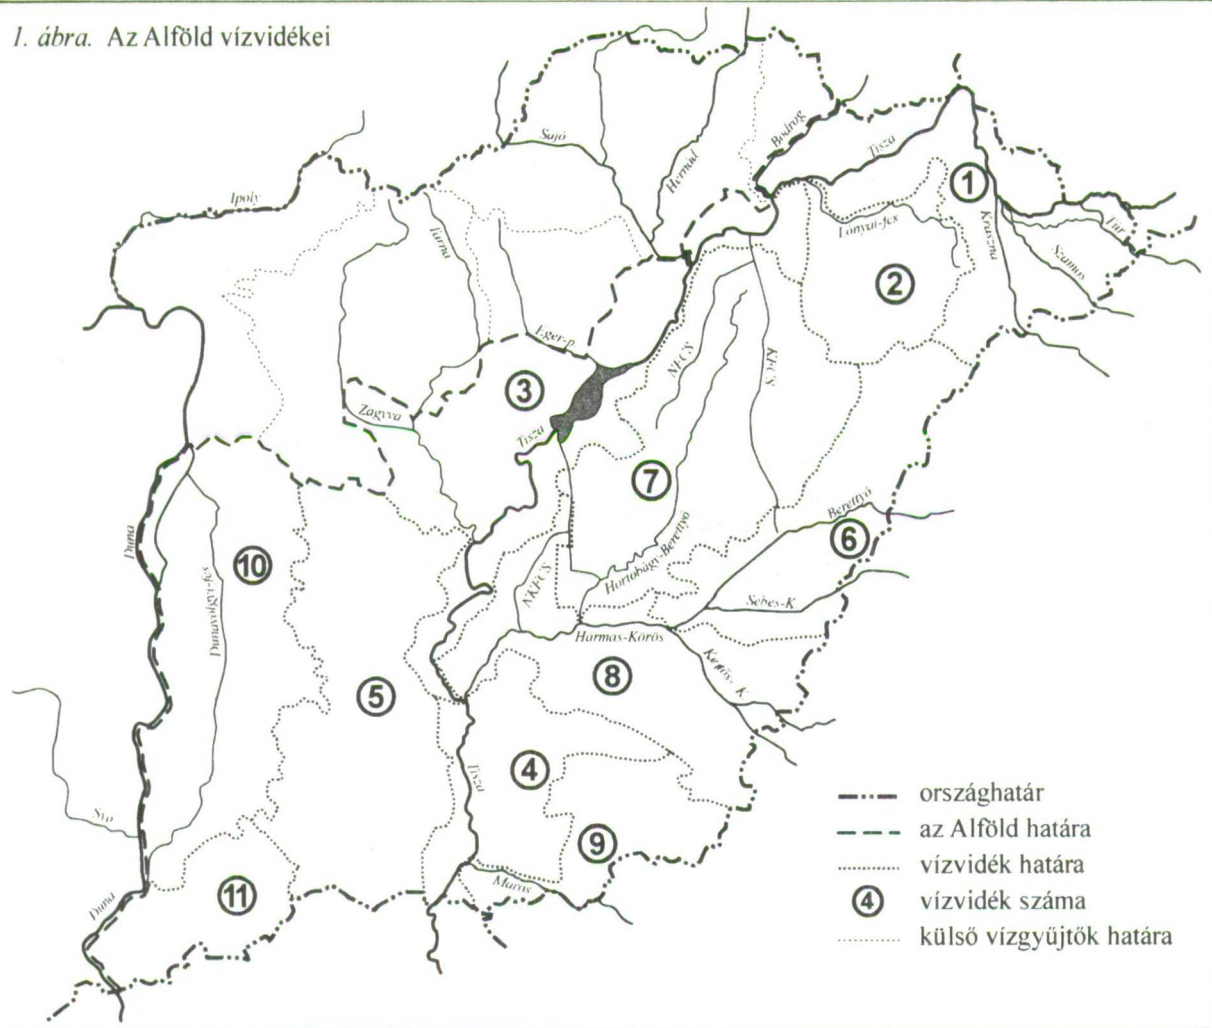 1. ábra. Az Alföld vízvidékei
Sajó
Hernád
Bodrog
Tisza
Ipoly
Tarna
Lónyai-fcs
Kraszna
Túr
Szamos
1
2
Eger-p
NFCS
KFCS
3
Zagyva
Tisza
7
Berettyó
Duna
10
6
Hortobágy-Berettyó
NKFCS
Dunavölgyi-fcs
Sebes-K
Hármas-Körös
Kettős-K
8
5
4
Tisza
Sió
9
Maros
11
Duna
országhatár
az Alföld határa
vízvidék határa
4 vízvidék száma
külső vízgyűjtők határa